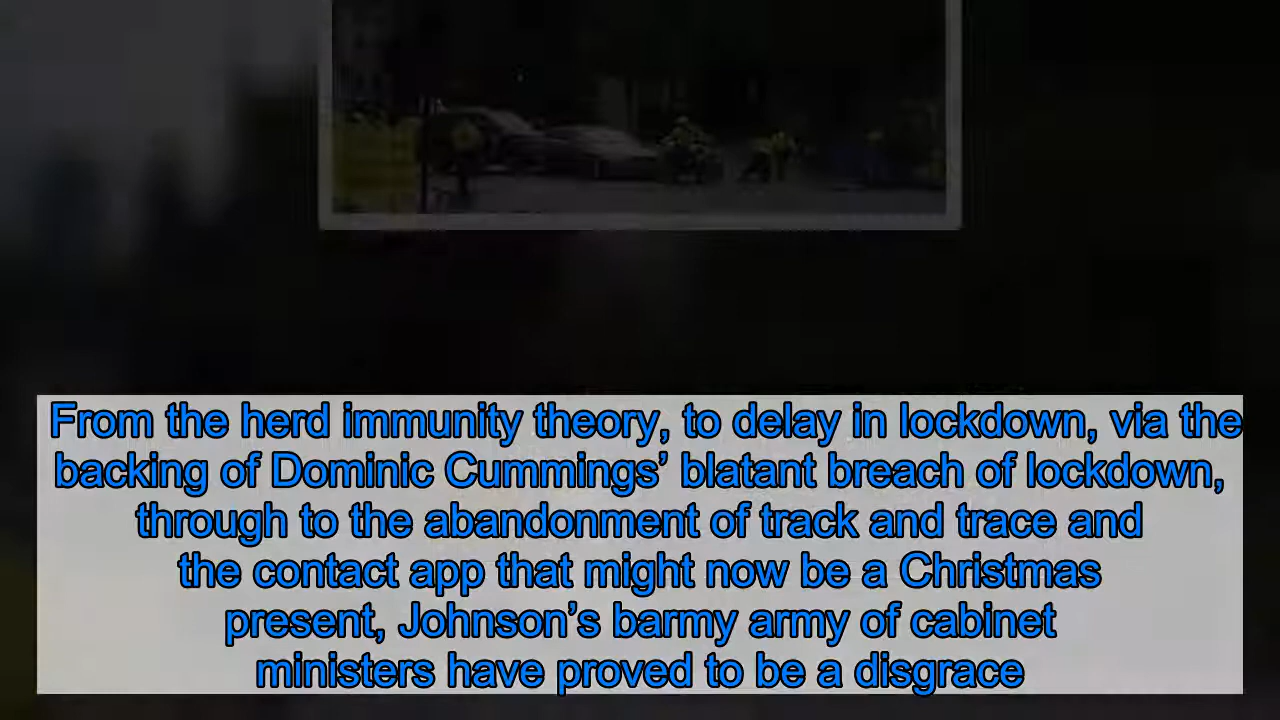 From the herd immunity theory, to delay in lockdown, via the
backing of Dominic Cummings’ blatant breach of lockdown,
through to the abandonment of track and trace and
the contact app that might now be a Christmas
present, Johnson’s barmy army of cabinet
ministers have proved to be a disgrace